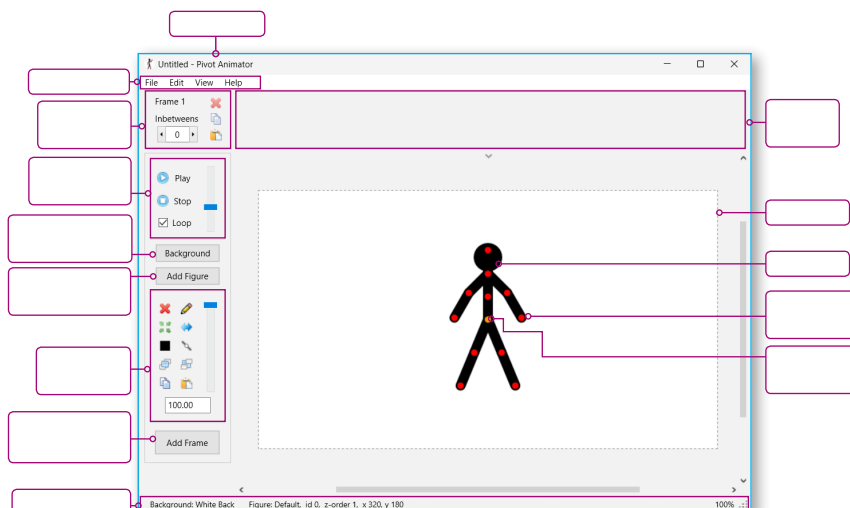 Untitled - Pivot Animator
File Edit View Help
Frame 1
Inbetweens
0
Play
Stop
Loop
Background
Add Figure
100.00
Add Frame
Background: White Back Figure: Default, id 0, z-order 1, x 320, y 180 100%